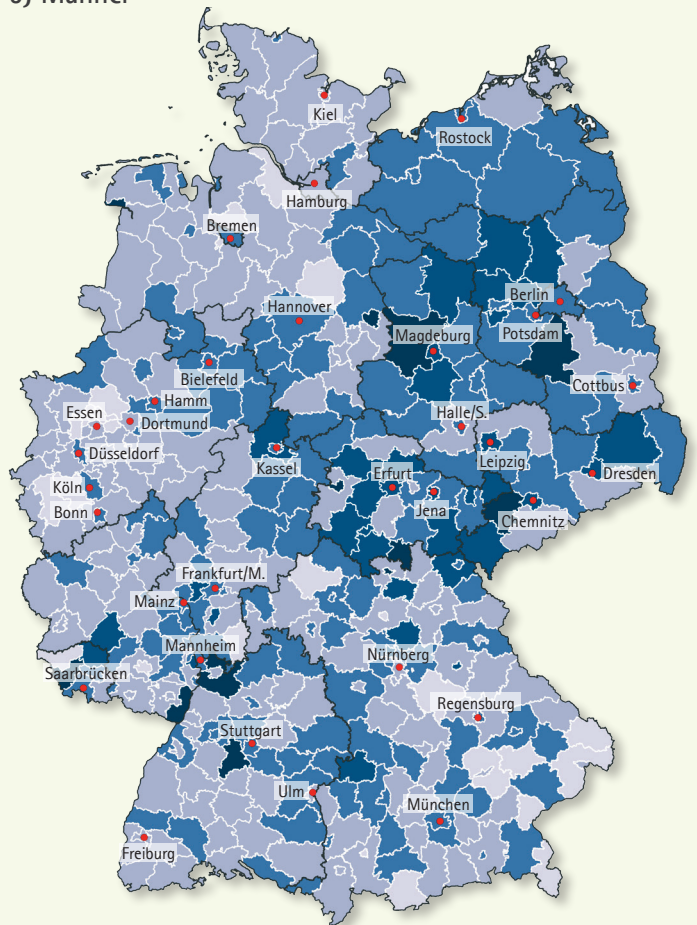 Kiel
Rostock
Hamburg
Bremen
Berlin
Hannover
Potsdam
Magdeburg
Bielefeld
Cottbus
Hamm
Essen
Halle/S.
Dortmund
Düsseldorf
Kassel
Leipzig
Dresden
Köln
Erfurt
Jena
Bonn
Chemnitz
Frankfurt/M.
Mainz
Mannheim
Nürnberg
Saarbrücken
Regensburg
Stuttgart
Ulm
München
Freiburg